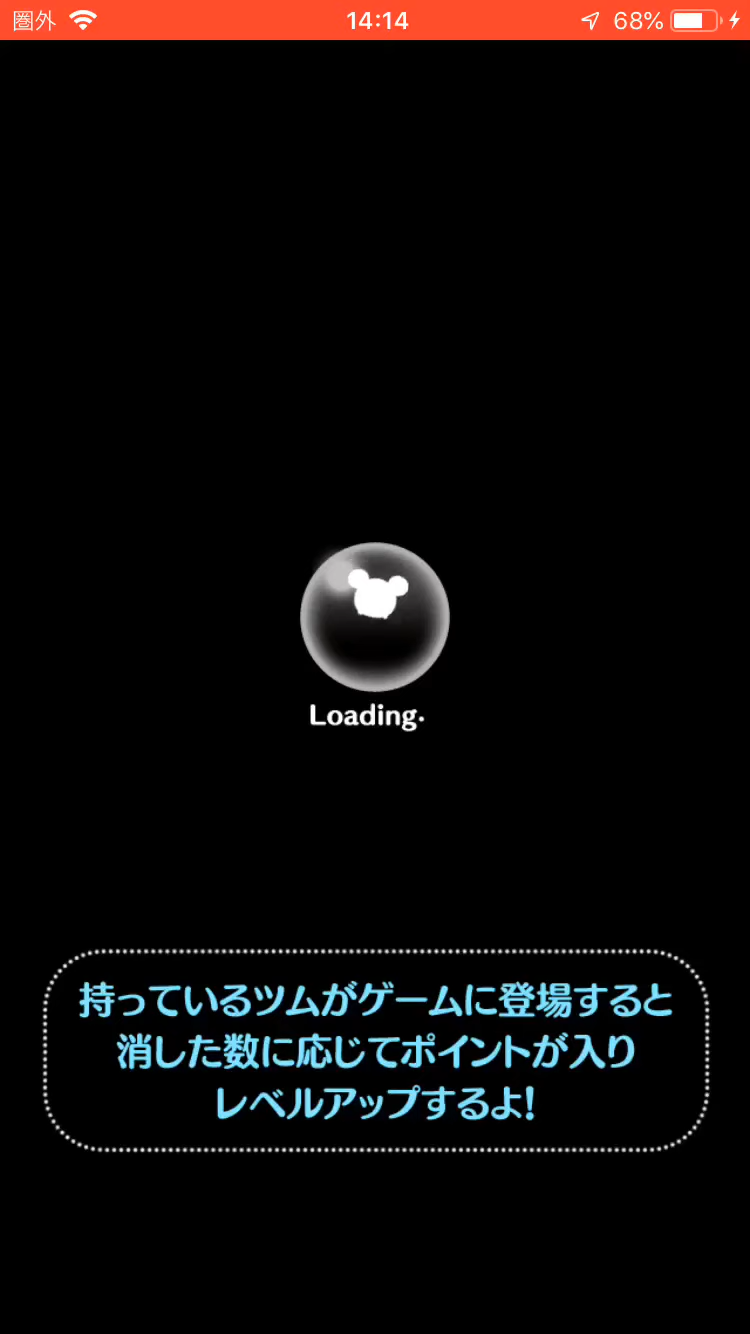 圏外 14:14 68%
Loading.
持っているツムがゲームに登場すると
消した数に応じてポイントが入り
レベルアップするよ!